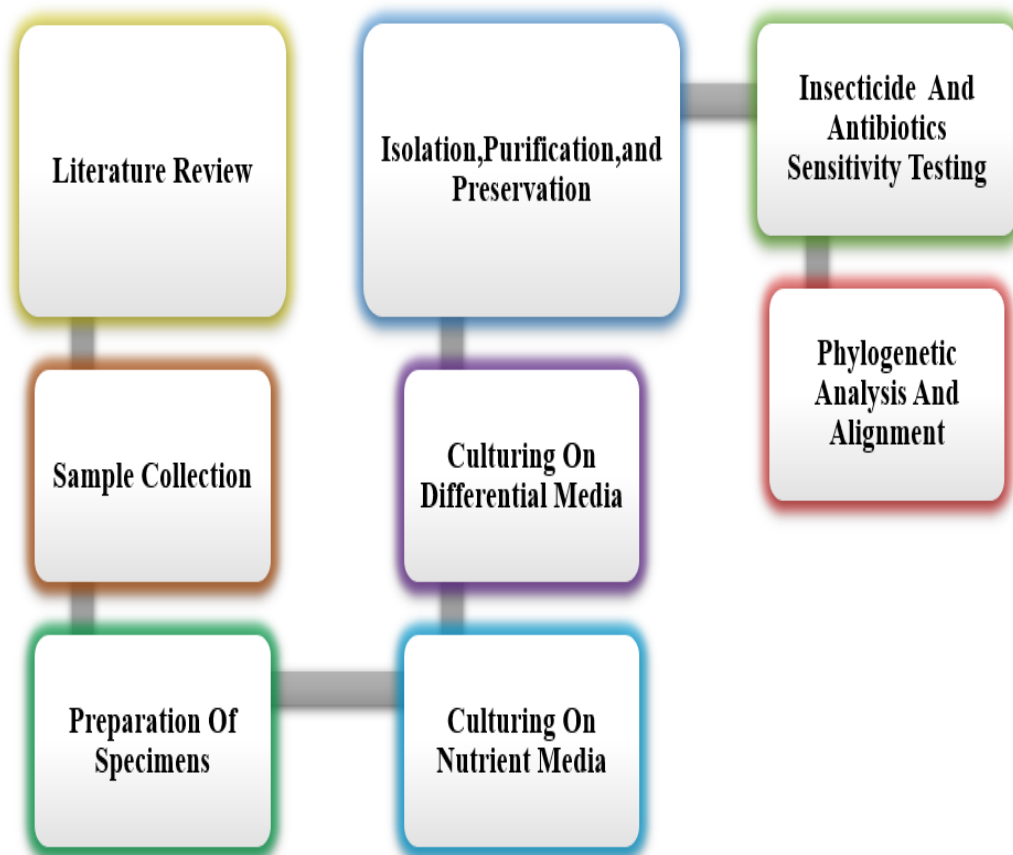 Literature Review
Sample Collection
Preparation Of
Specimens
Culturing On
Nutrient Media
Culturing On
Differential Media
Isolation,Purification,and
Preservation
Insecticide And
Antibiotics
Sensitivity Testing
Phylogenetic
Analysis And
Alignment